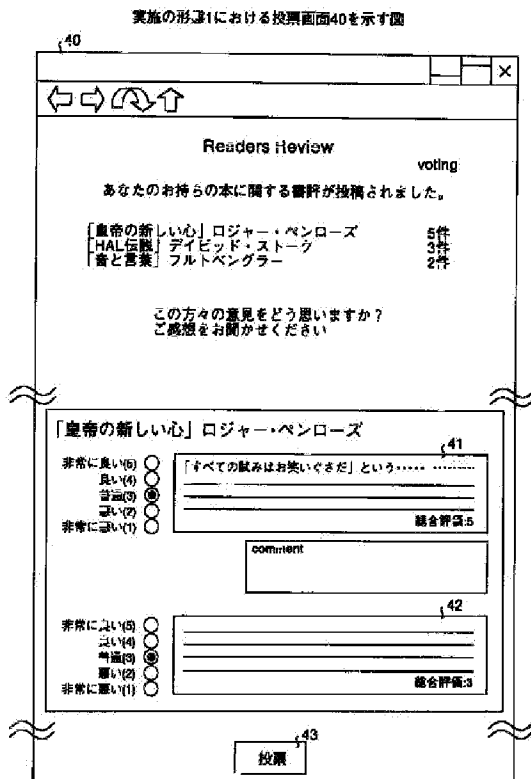 実施の形態1における投票画面40を示す図
40
Readers Review
voting
あなたのお持ちの本に関する書評が投稿されました。
「皇帝の新しい心」ロジャー・ペンローズ 5件
「HAL伝説」デイビッド・ストーク 3件
「音と言葉」フルトベングラー 2件
この方々の意見をどう思いますか？
ご感想をお聞かせください
「皇帝の新しい心」ロジャー・ペンローズ
41
非常に良い(5)
良い(4)
普通(3)
悪い(2)
非常に悪い(1)
「すべての試みはお笑いぐさだ」という‥‥‥ ‥‥‥‥
総合評価:5
comment
42
非常に良い(5)
良い(4)
普通(3)
悪い(2)
非常に悪い(1)
総合評価:3
43
投票